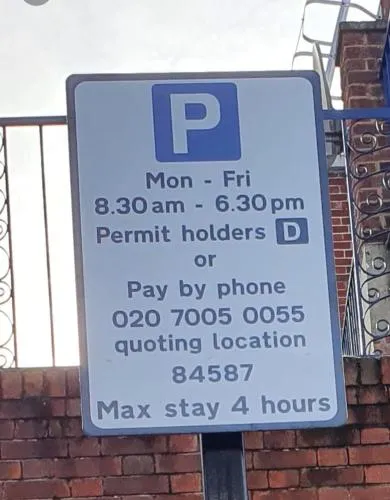 P
Mon - Fri
8.30am - 6.30pm
Permit holders D
or
Pay by phone
020 7005 0055
quoting location
84587
Max stay 4 hours